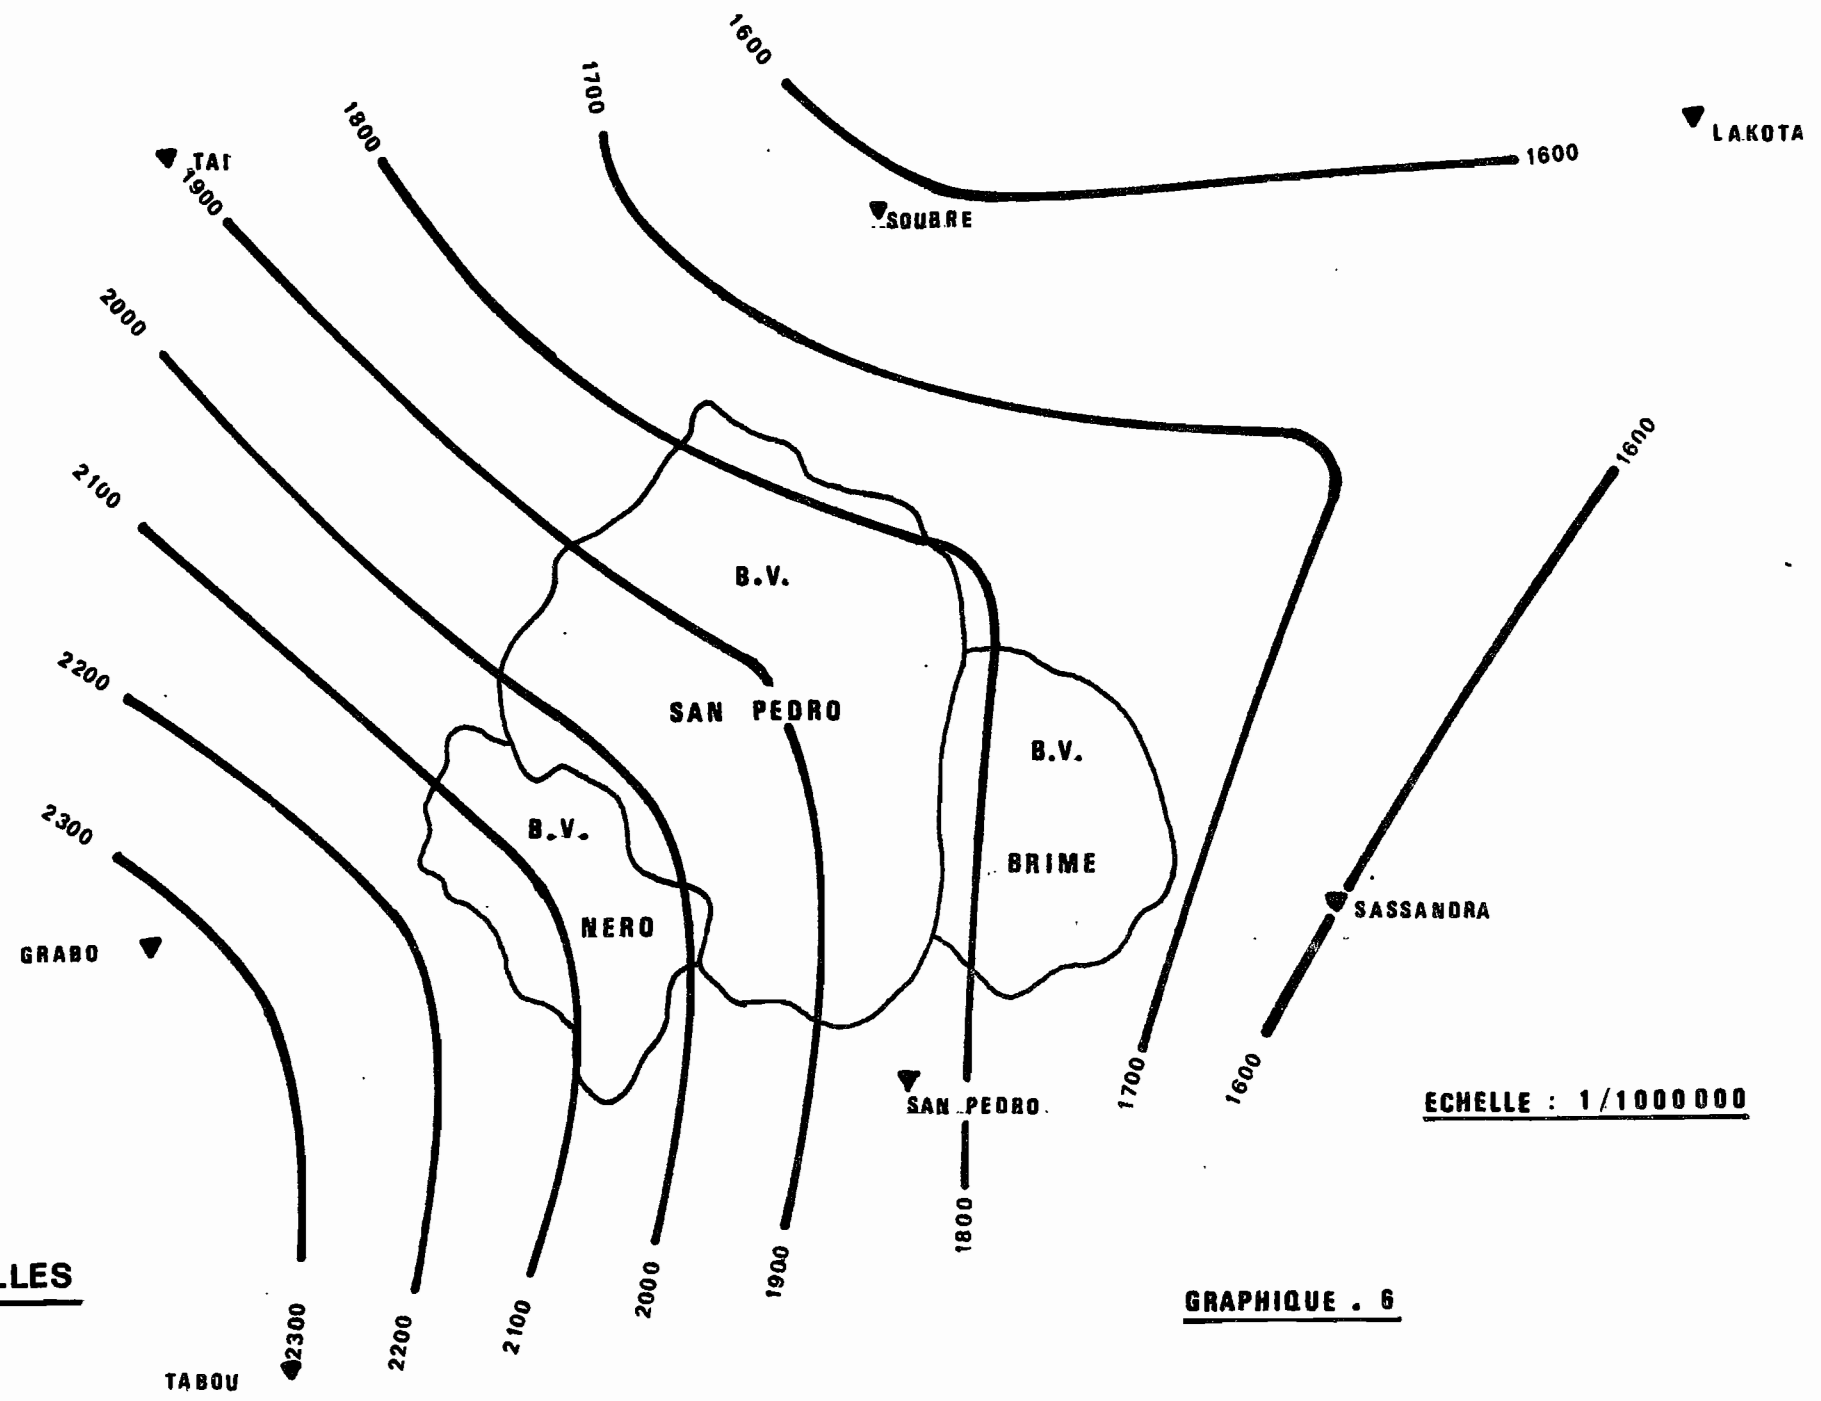 1600
1700
1800
LAKOTA
TAI
1600
1900
SOUBRE
2000
1600
2100
B.V.
2200
SAN PEDRO
B.V.
2300
B.V.
BRIME
NERO
SASSANDRA
GRABO
1700
1600
SAN PEDRO
ECHELLE : 1/1000000
1800
LLES
1900
2000
GRAPHIQUE . 6
2100
2200
2300
TABOU